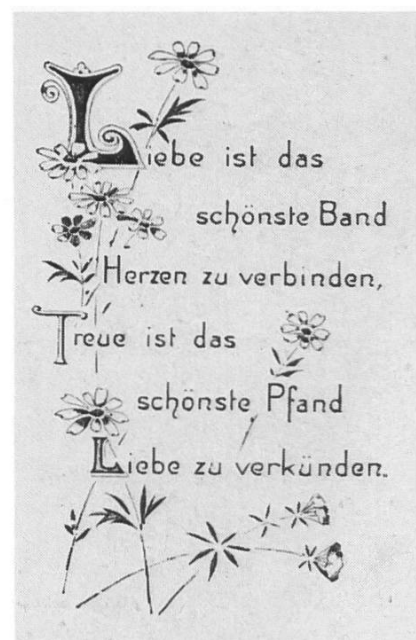 Liebe ist das
schönste Band
Herzen zu verbinden,
Treue ist das
schönste Pfand
Liebe zu verkünden.